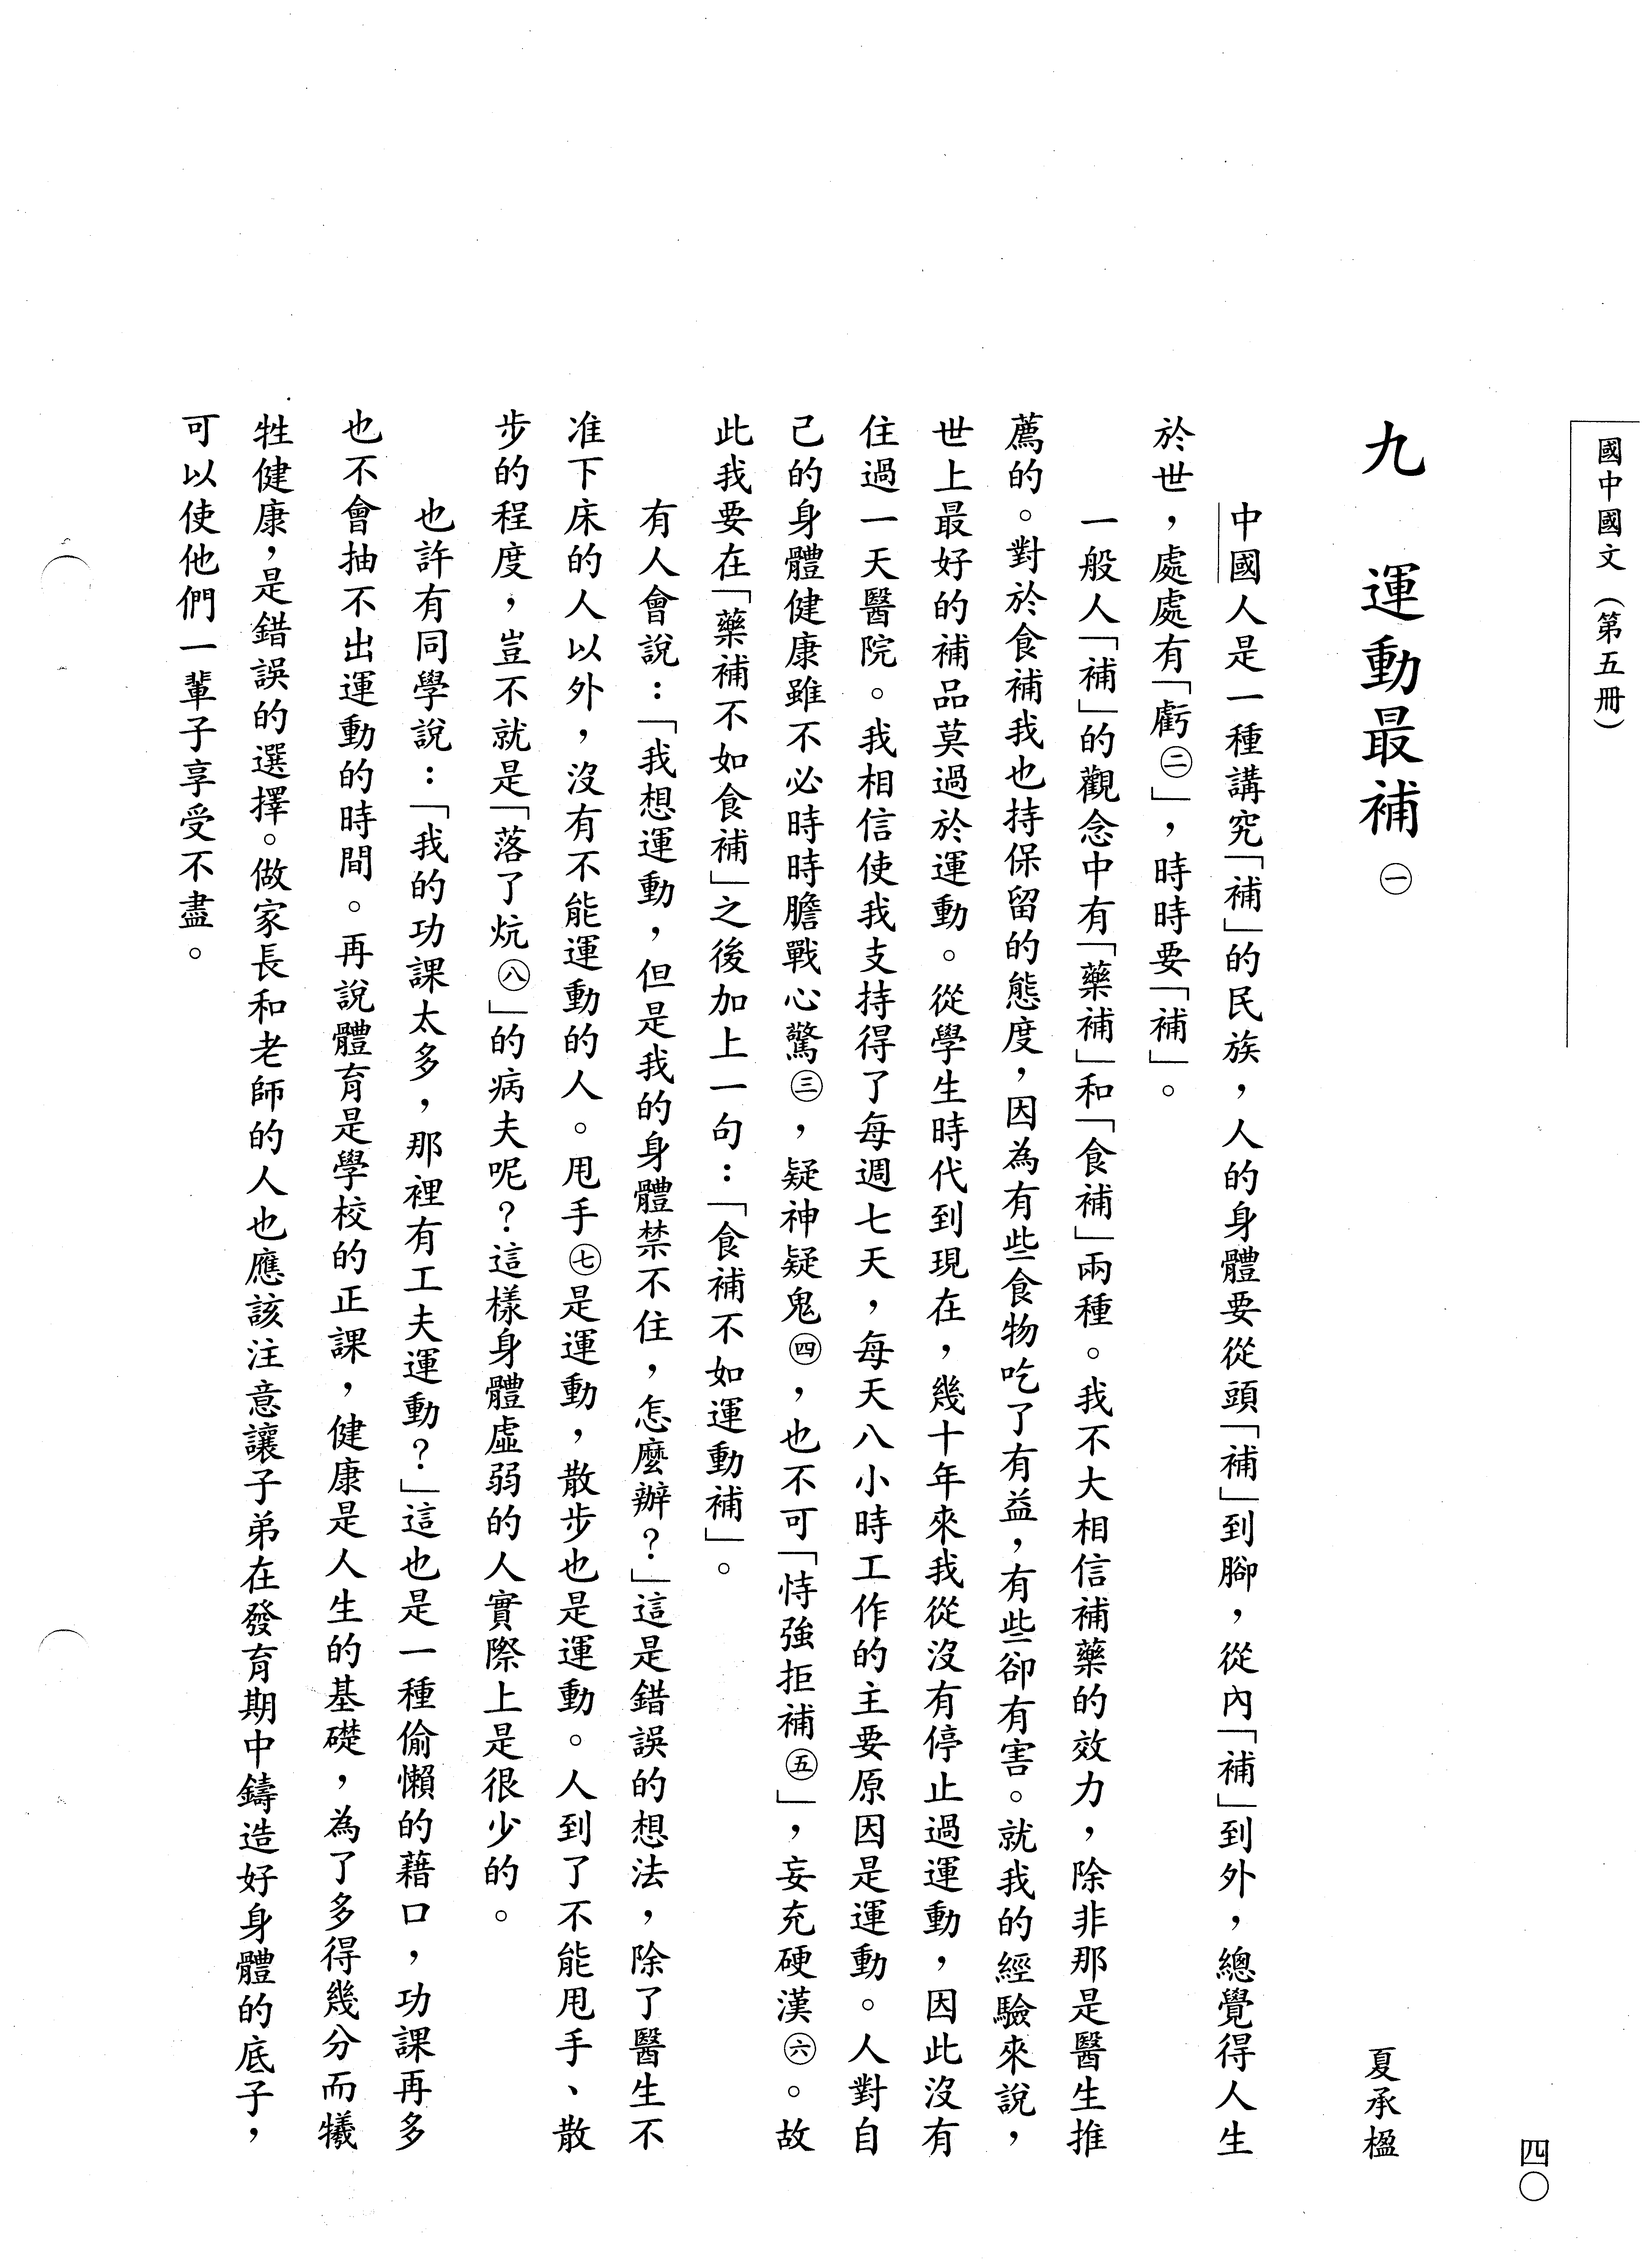 國中國文（第五冊）
四〇
九　運動最補㊀
夏承楹
中國人是一種講究「補」的民族，人的身體要從頭「補」到腳，從內「補」到外，總覺得人生
於世，處處有「虧㊁」，時時要「補」。
一般人「補」的觀念中有「藥補」和「食補」兩種。我不大相信補藥的效力，除非那是醫生推
薦的。對於食補我也持保留的態度，因為有些食物吃了有益，有些卻有害。就我的經驗來說，
世上最好的補品莫過於運動。從學生時代到現在，幾十年來我從沒有停止過運動，因此沒有
住過一天醫院。我相信使我支持得了每週七天，每天八小時工作的主要原因是運動。人對自
己的身體健康雖不必時時膽戰心驚㊂，疑神疑鬼㊃，也不可「恃強拒補㊄」，妄充硬漢㊅。故
此我要在「藥補不如食補」之後加上一句：「食補不如運動補」。
有人會說：「我想運動，但是我的身體禁不住，怎麼辦？」這是錯誤的想法，除了醫生不
准下床的人以外，沒有不能運動的人。甩手㊆是運動，散步也是運動。人到了不能甩手、散
步的程度，豈不就是「落了炕㊇」的病夫呢？這樣身體虛弱的人實際上是很少的。
也許有同學說：「我的功課太多，那裡有工夫運動？」這也是一種偷懶的藉口，功課再多
也不會抽不出運動的時間。再說體育是學校的正課，健康是人生的基礎，為了多得幾分而犧
牲健康，是錯誤的選擇。做家長和老師的人也應該注意讓子弟在發育期中鑄造好身體的底子，
可以使他們一輩子享受不盡。